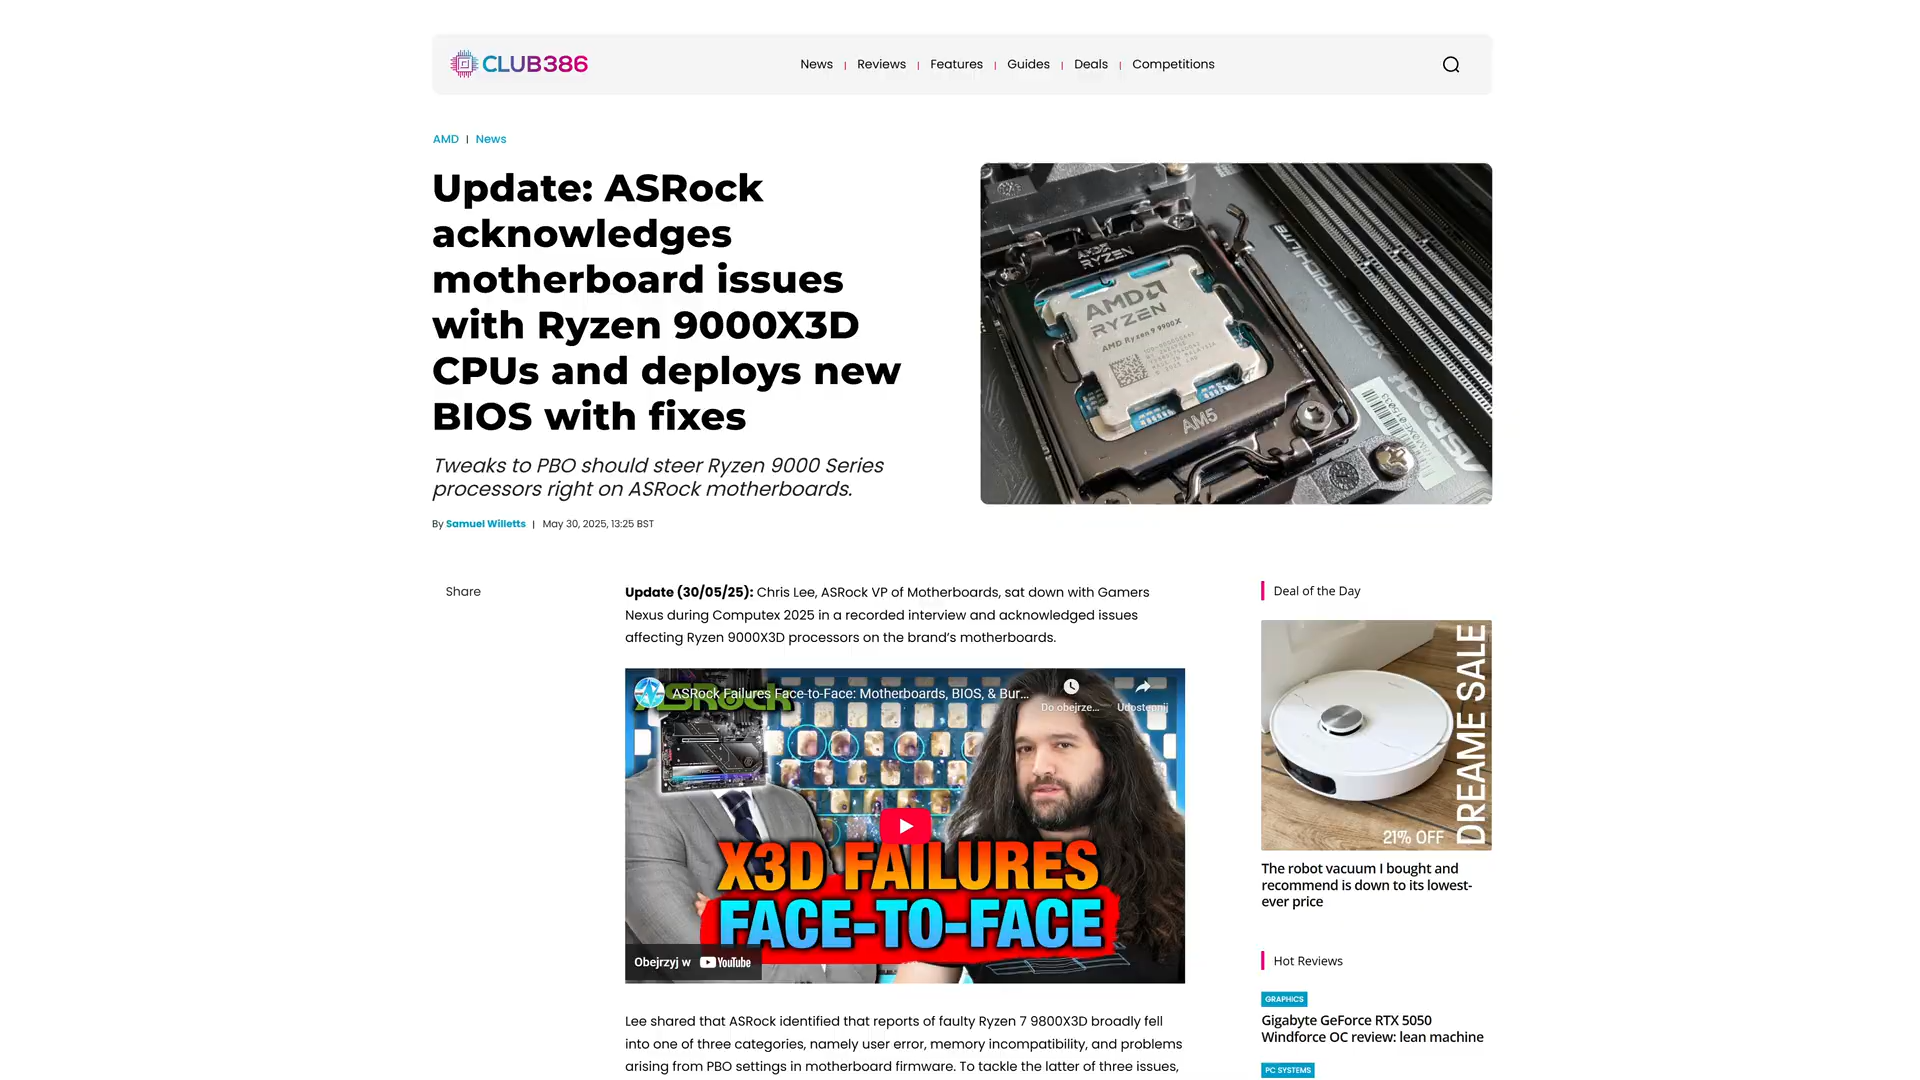 CLUB386
News | Reviews | Features | Guides | Deals | Competitions
AMD | News
Update: ASRock
acknowledges
motherboard issues
with Ryzen 9000X3D
CPUs and deploys new
BIOS with fixes
Tweaks to PBO should steer Ryzen 9000 Series
processors right on ASRock motherboards.
By Samuel Willetts | May 30, 2025, 13:25 BST
AMD
RYZEN
AMD
RYZEN
AMD Ryzen 9 9900X
AM5
Share
Update (30/05/25): Chris Lee, ASRock VP of Motherboards, sat down with Gamers
Nexus during Computex 2025 in a recorded interview and acknowledged issues
affecting Ryzen 9000X3D processors on the brand’s motherboards.
ASRock
ASRock Failures Face-to-Face: Motherboards, BIOS, & Bur...
Do obejrze...
Udostępnij
X3D FAILURES
FACE-TO-FACE
Obejrzyj w YouTube
Lee shared that ASRock identified that reports of faulty Ryzen 7 9800X3D broadly fell
into one of three categories, namely user error, memory incompatibility, and problems
arising from PBO settings in motherboard firmware. To tackle the latter of three issues,
Deal of the Day
DREAME SALE
21% OFF
The robot vacuum I bought and
recommend is down to its lowest-
ever price
Hot Reviews
GRAPHICS
Gigabyte GeForce RTX 5050
Windforce OC review: lean machine
PC SYSTEMS